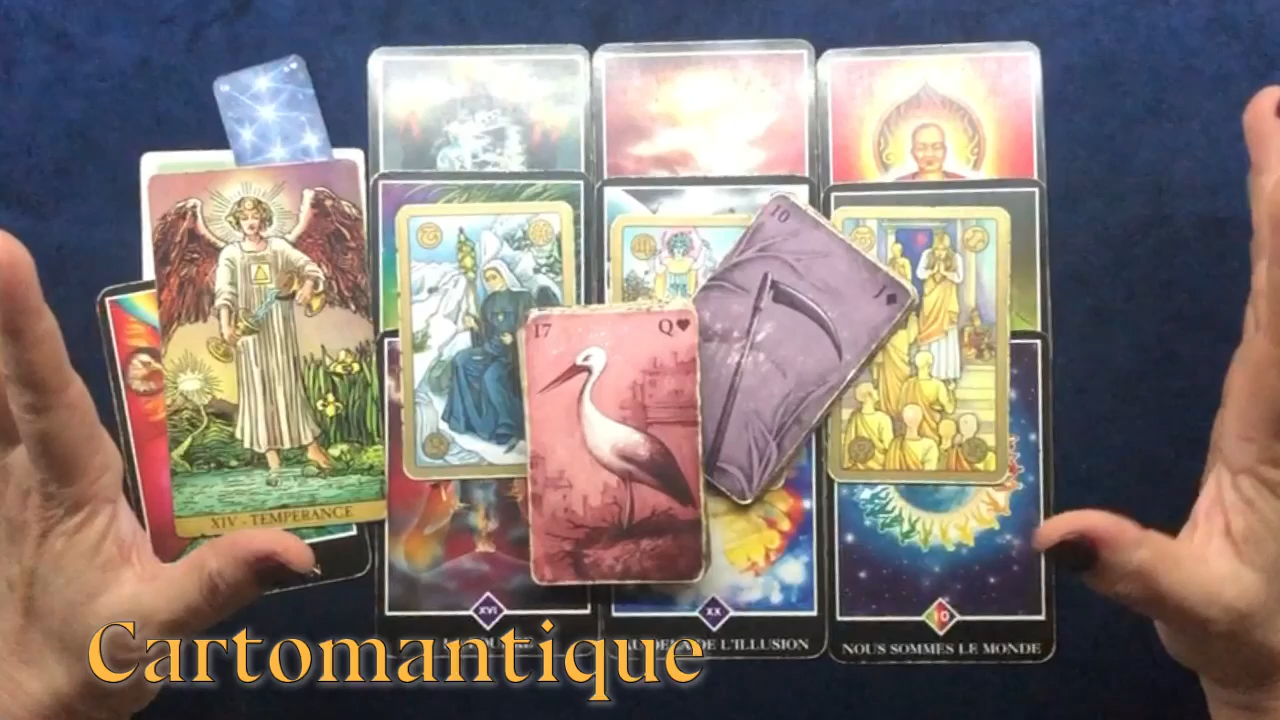 10
J♦
17
Q♥
XIV - TEMPERANCE
XVI
XX
10
DE L'ILLUSION
NOUS SOMMES LE MONDE
Cartomantique